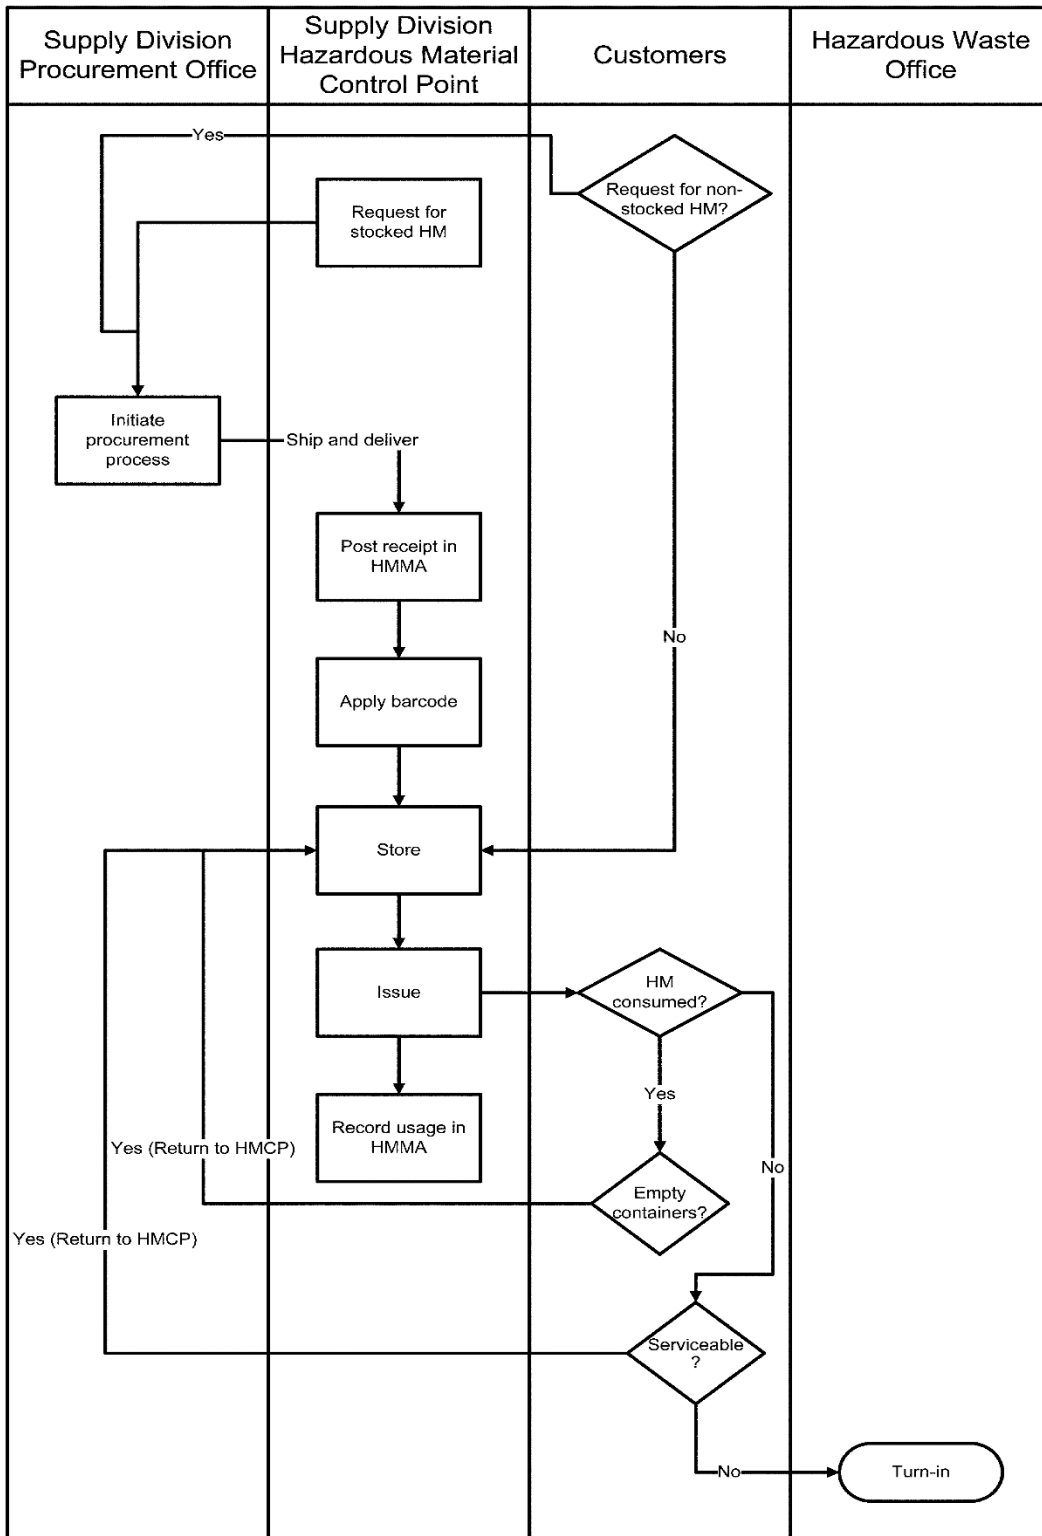 Supply Division
Procurement Office
Supply Division
Hazardous Material
Control Point
Customers
Hazardous Waste
Office
Yes
Request for
stocked HM
Request for non-
stocked HM?
Initiate
procurement
process
Ship and deliver
Post receipt in
HMMA
No
Apply barcode
Store
Issue
HM
consumed?
Yes
Record usage in
HMMA
Yes (Return to HMCP)
No
Empty
containers?
Yes (Return to HMCP)
Serviceable
?
No
Turn-in